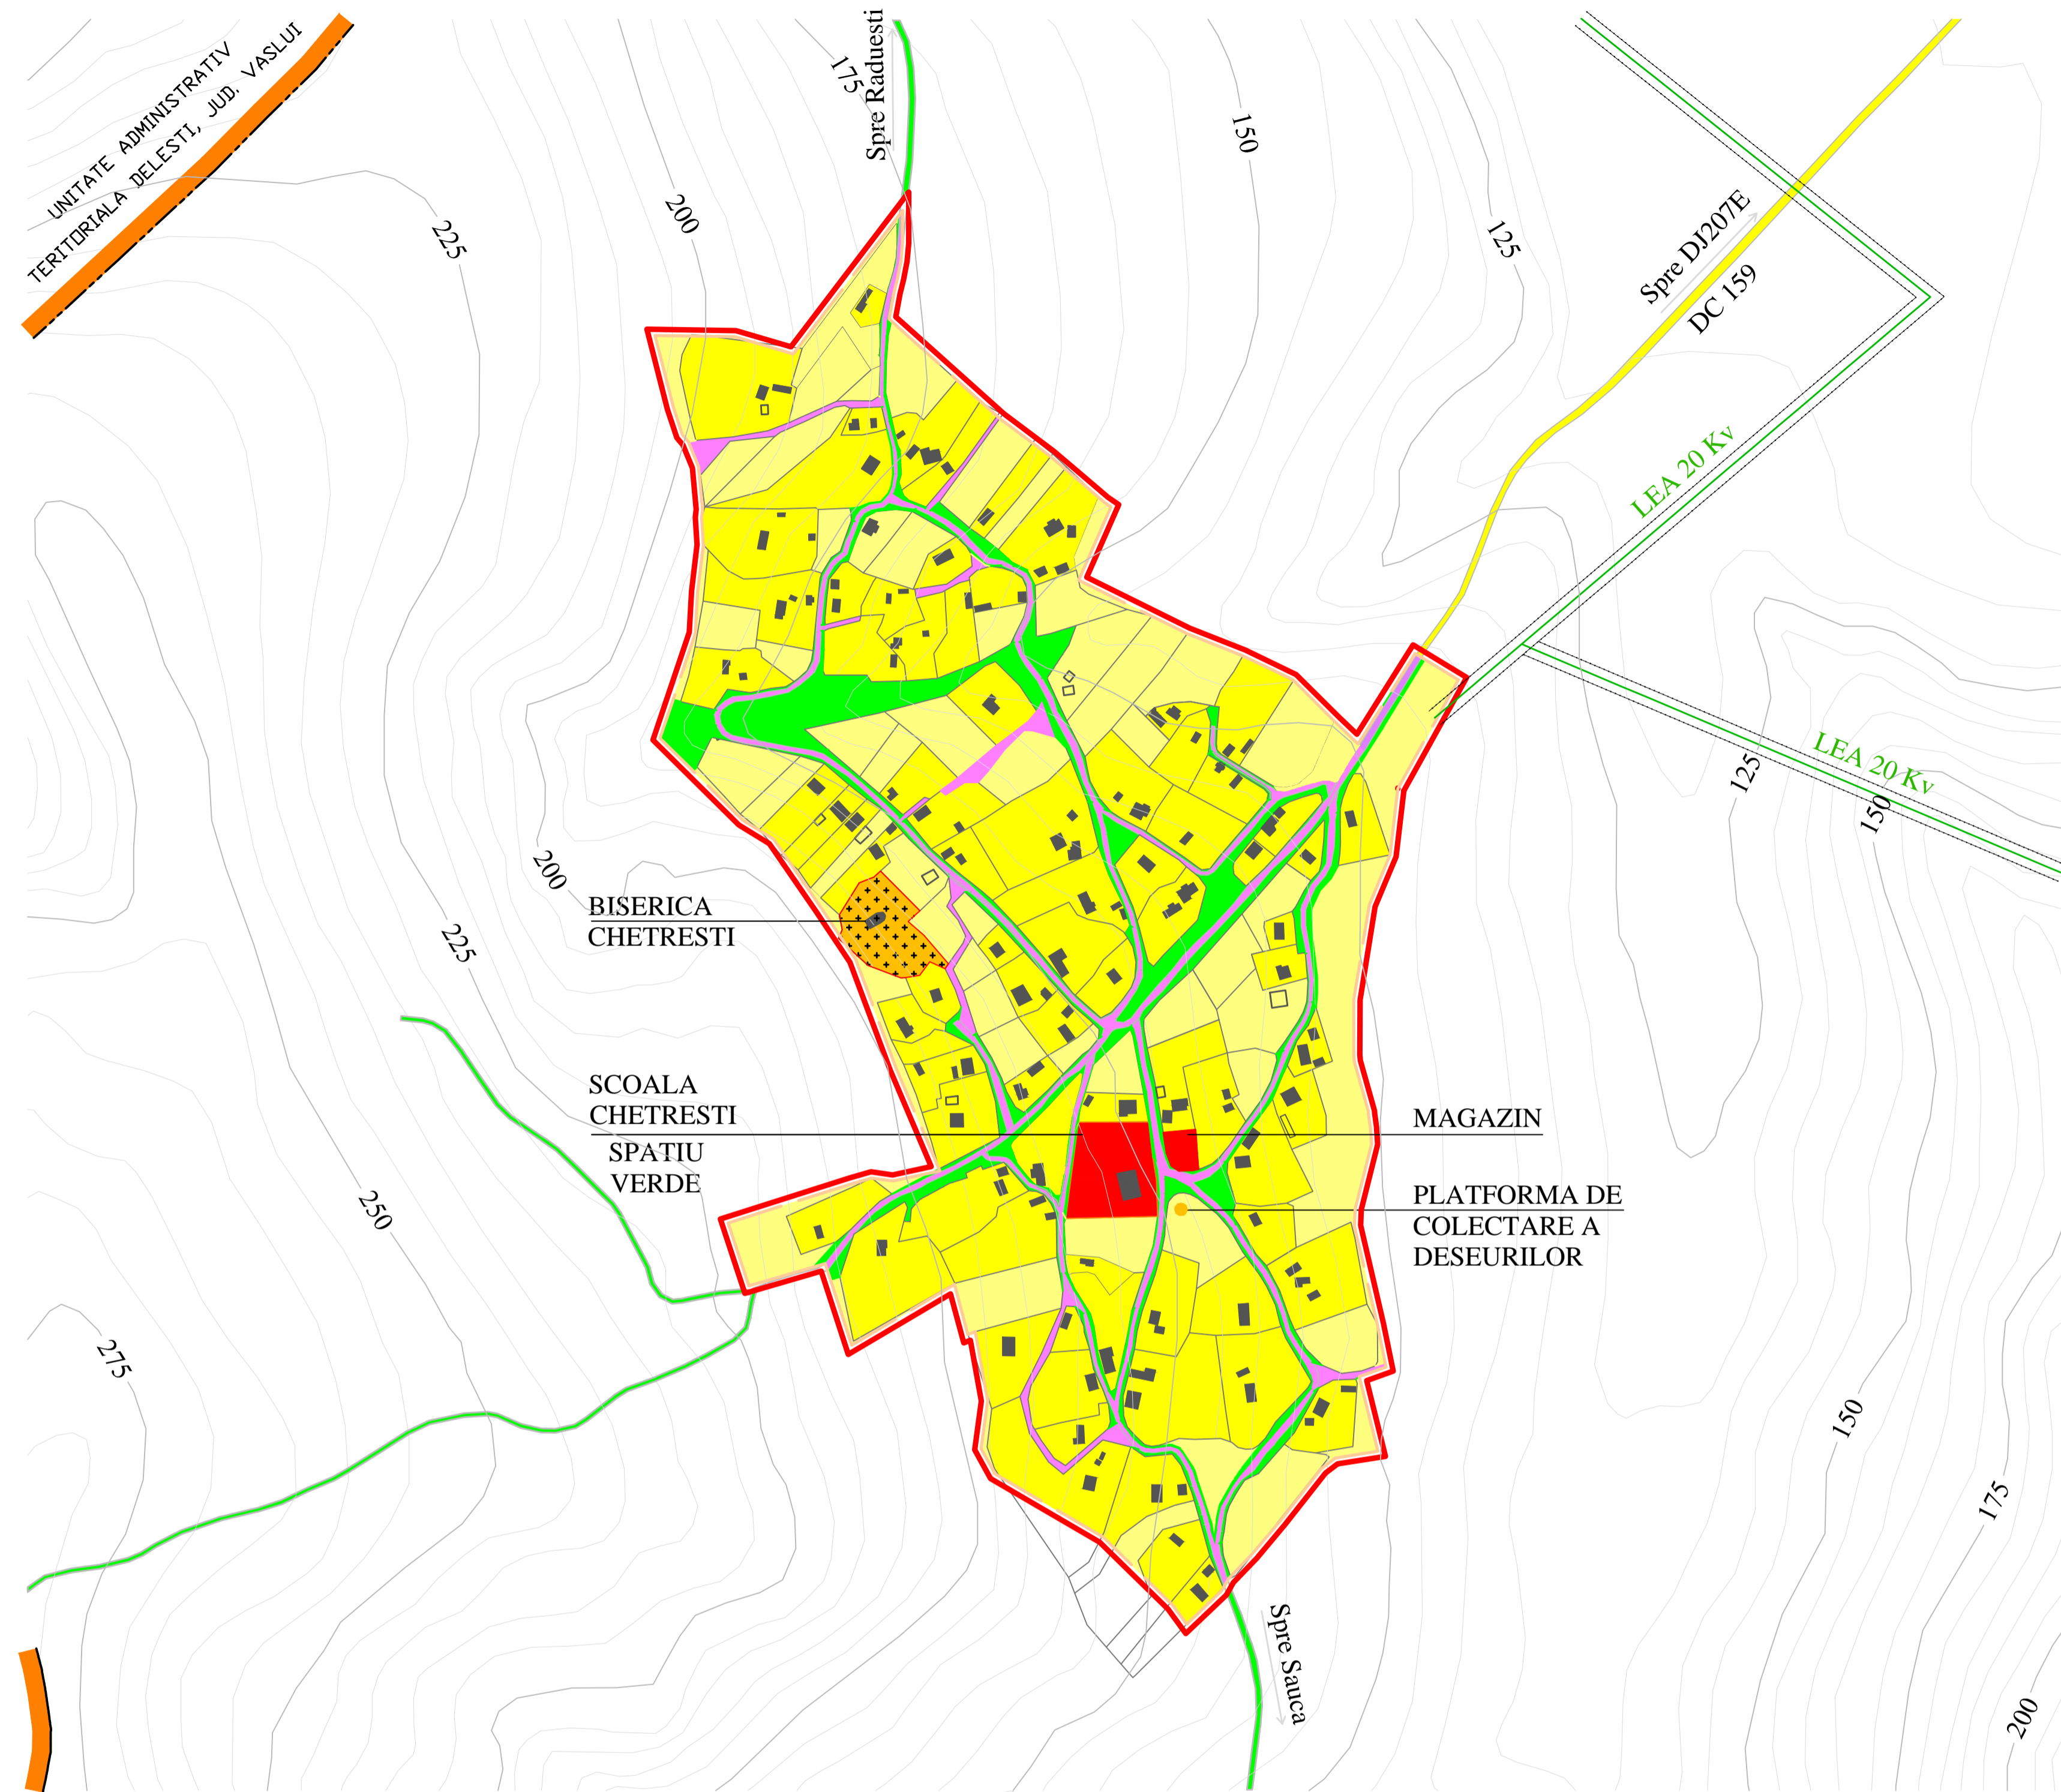 UNITATE ADMINISTRATIV
TERITORIALA DELESTI, JUD. VASLUI
Spre Raduesti
175
150
200
225
125
Spre DJ207E
DC 159
LEA 20 Kv
LEA 20 Kv
125
150
200
225
BISERICA
CHETRESTI
SCOALA
CHETRESTI
SPATIU
VERDE
MAGAZIN
PLATFORMA DE
COLECTARE A
DESEURILOR
250
275
150
175
200
Spre Sauca